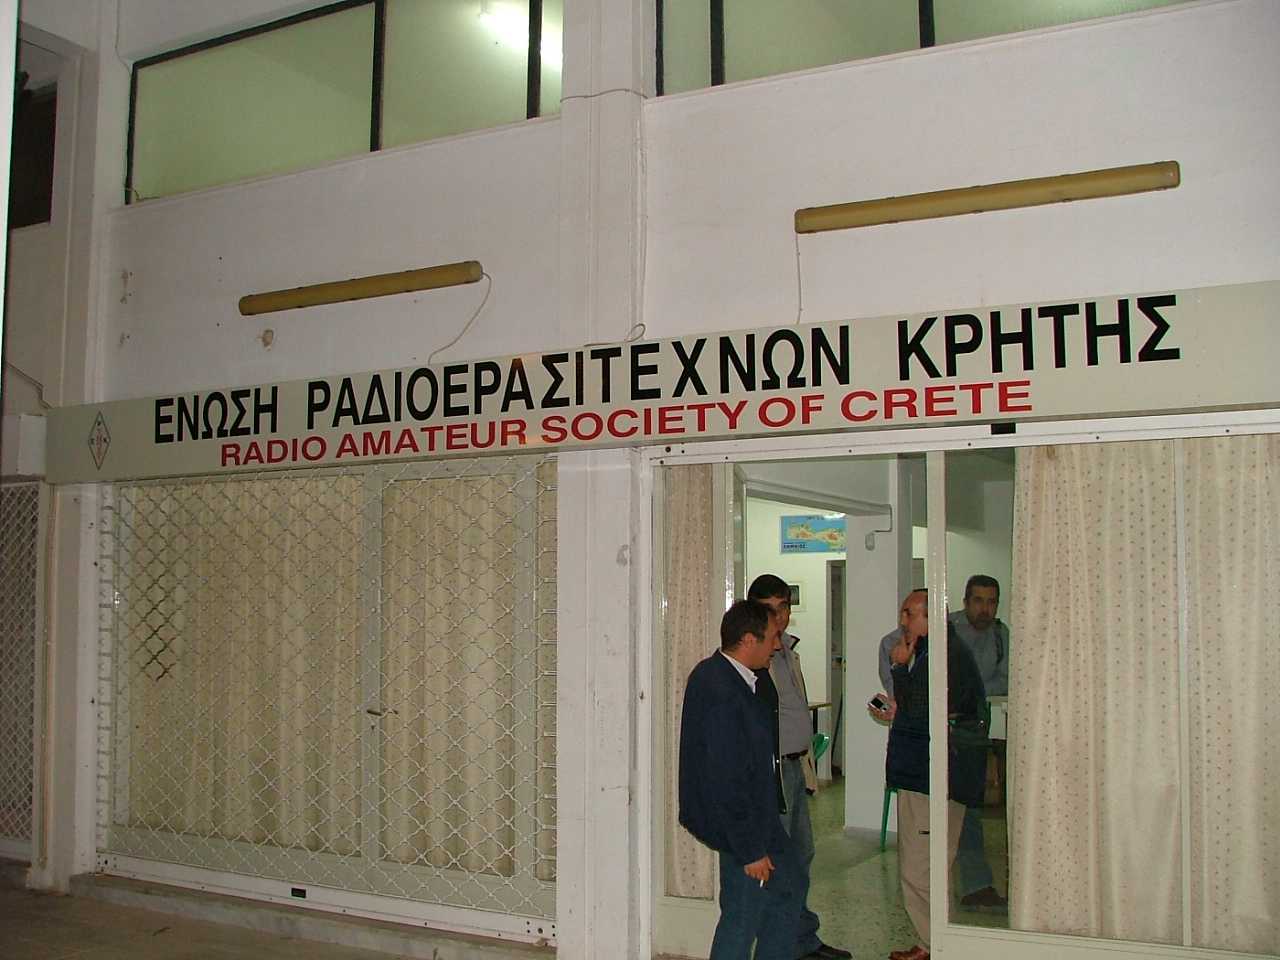 ΕΝΩΣΗ ΡΑΔΙΟΕΡΑΣΙΤΕΧΝΩΝ ΚΡΗΤΗΣ
RADIO AMATEUR SOCIETY OF CRETE